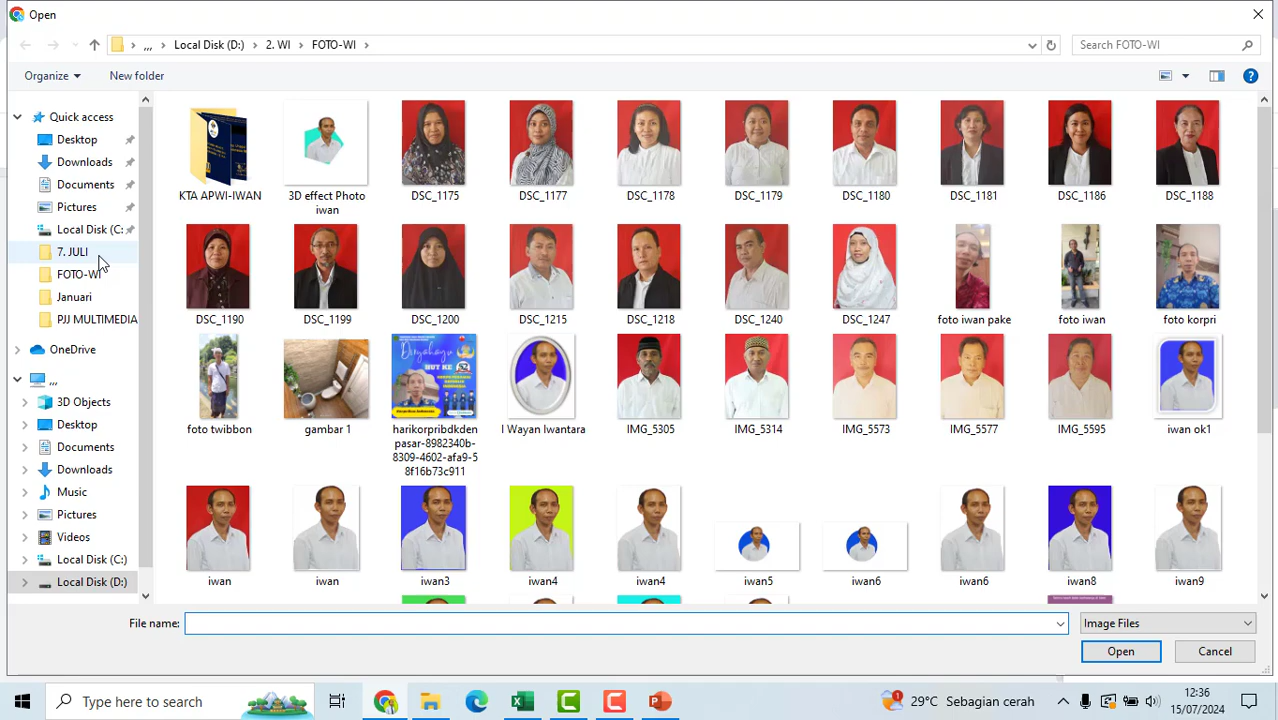 Open
,,, Local Disk (D:) 2. WI FOTO-WI
Search FOTO-WI
Organize New folder
Quick access
Desktop
Downloads
Documents
Pictures
Local Disk (C:
7. JULI
FOTO-WI
Januari
PJJ MULTIMEDIA
OneDrive
,,,
3D Objects
Desktop
Documents
Downloads
Music
Pictures
Videos
Local Disk (C:)
Local Disk (D:)
KTA APWI-IWAN
3D effect Photo
iwan
DSC_1175
DSC_1177
DSC_1178
DSC_1179
DSC_1180
DSC_1181
DSC_1186
DSC_1188
DSC_1190
DSC_1199
DSC_1200
DSC_1215
DSC_1218
DSC_1240
DSC_1247
foto iwan pake
foto iwan
foto korpri
foto twibbon
gambar 1
Dirgahayu
HUT KE
harikorpribdkden
pasar-8982340b-
8309-4602-afa9-5
8f16b73c911
I Wayan Iwantara
IMG_5305
IMG_5314
IMG_5573
IMG_5577
IMG_5595
iwan ok1
iwan
iwan
iwan3
iwan4
iwan4
iwan5
iwan6
iwan6
iwan8
iwan9
File name:
Image Files
Open
Cancel
Type here to search
29°C Sebagian cerah
12:36
15/07/2024